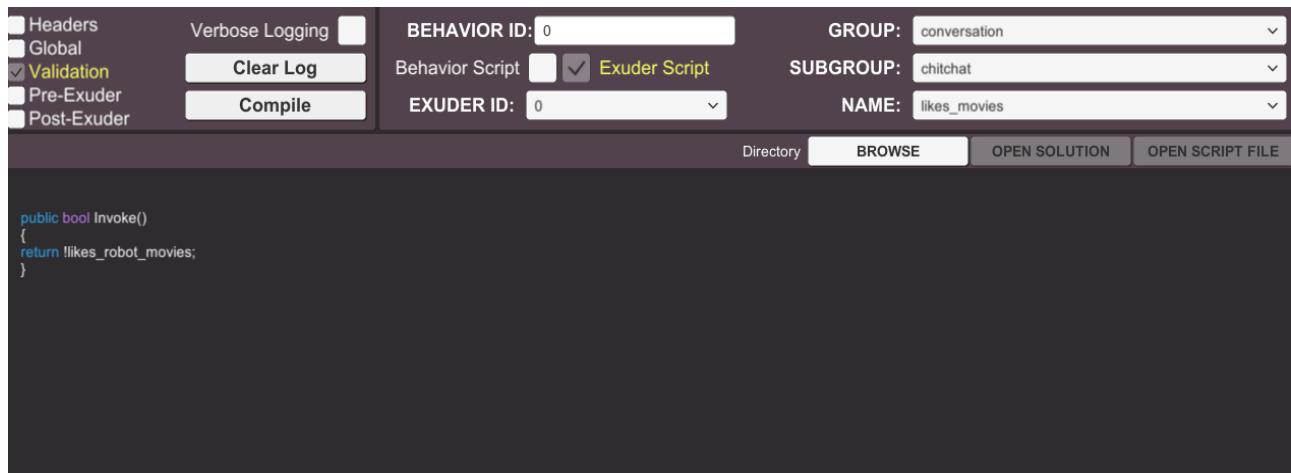 Headers
Global
Validation
Pre-Exuder
Post-Exuder
Verbose Logging
Clear Log
Compile
BEHAVIOR ID: 0
Behavior Script
Exuder Script
EXUDER ID: 0
GROUP: conversation
SUBGROUP: chitchat
NAME: likes_movies
Directory BROWSE OPEN SOLUTION OPEN SCRIPT FILE
public bool Invoke()
{
return !likes_robot_movies;
}